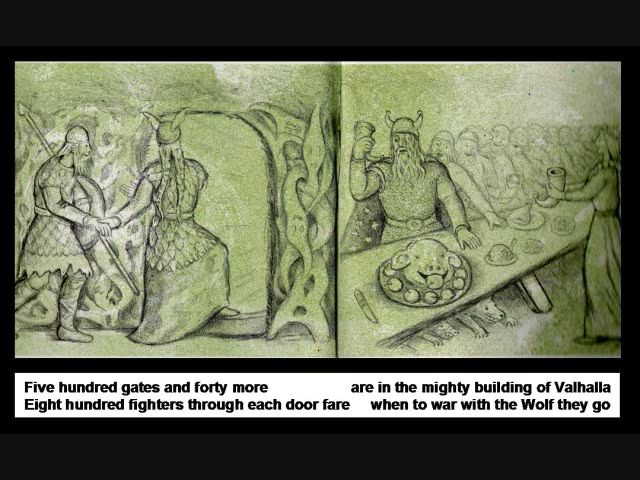 Five hundred gates and forty more are in the mighty building of Valhalla
Eight hundred fighters through each door fare when to war with the Wolf they go